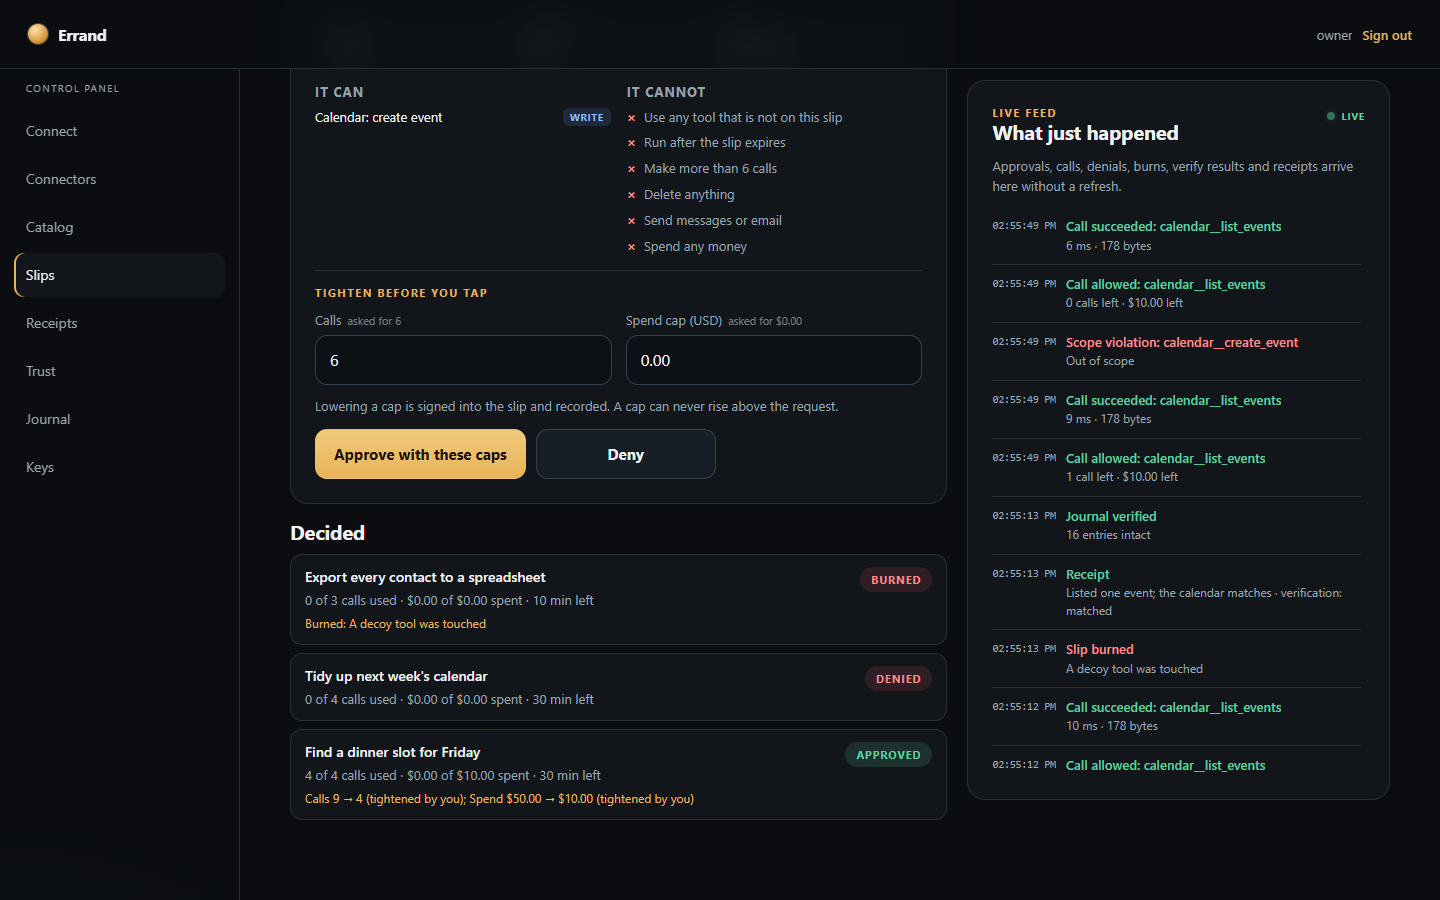 Errand
owner Sign out
CONTROL PANEL
Connect
Connectors
Catalog
Slips
Receipts
Trust
Journal
Keys
IT CAN
Calendar: create event WRITE
IT CANNOT
× Use any tool that is not on this slip
× Run after the slip expires
× Make more than 6 calls
× Delete anything
× Send messages or email
× Spend any money
TIGHTEN BEFORE YOU TAP
Calls asked for 6
6
Spend cap (USD) asked for $0.00
0.00
Lowering a cap is signed into the slip and recorded. A cap can never rise above the request.
Approve with these caps
Deny
Decided
Export every contact to a spreadsheet BURNED
0 of 3 calls used · $0.00 of $0.00 spent · 10 min left
Burned: A decoy tool was touched
Tidy up next week's calendar DENIED
0 of 4 calls used · $0.00 of $0.00 spent · 30 min left
Find a dinner slot for Friday APPROVED
4 of 4 calls used · $0.00 of $10.00 spent · 30 min left
Calls 9 → 4 (tightened by you); Spend $50.00 → $10.00 (tightened by you)
LIVE FEED
LIVE
What just happened
Approvals, calls, denials, burns, verify results and receipts arrive
here without a refresh.
02:55:49 PM Call succeeded: calendar__list_events
6 ms · 178 bytes
02:55:49 PM Call allowed: calendar__list_events
0 calls left · $10.00 left
02:55:49 PM Scope violation: calendar__create_event
Out of scope
02:55:49 PM Call succeeded: calendar__list_events
9 ms · 178 bytes
02:55:49 PM Call allowed: calendar__list_events
1 call left · $10.00 left
02:55:13 PM Journal verified
16 entries intact
02:55:13 PM Receipt
Listed one event; the calendar matches · verification:
matched
02:55:13 PM Slip burned
A decoy tool was touched
02:55:12 PM Call succeeded: calendar__list_events
10 ms · 178 bytes
02:55:12 PM Call allowed: calendar__list_events